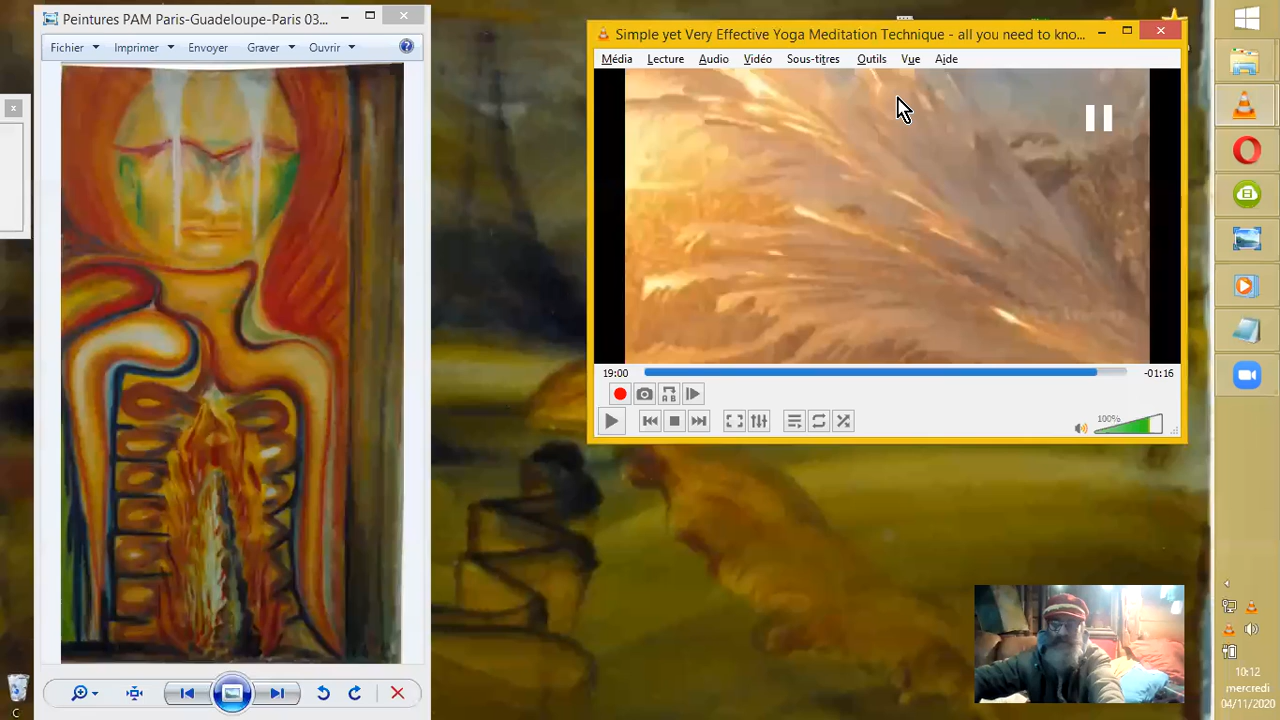 Peintures PAM Paris-Guadeloupe-Paris 03...
Fichier Imprimer Envoyer Graver Ouvrir
Simple yet Very Effective Yoga Meditation Technique - all you need to kno...
Média Lecture Audio Vidéo Sous-titres Outils Vue Aide
19:00 -01:16
A B
100%
C
10:12
mercredi
04/11/2020